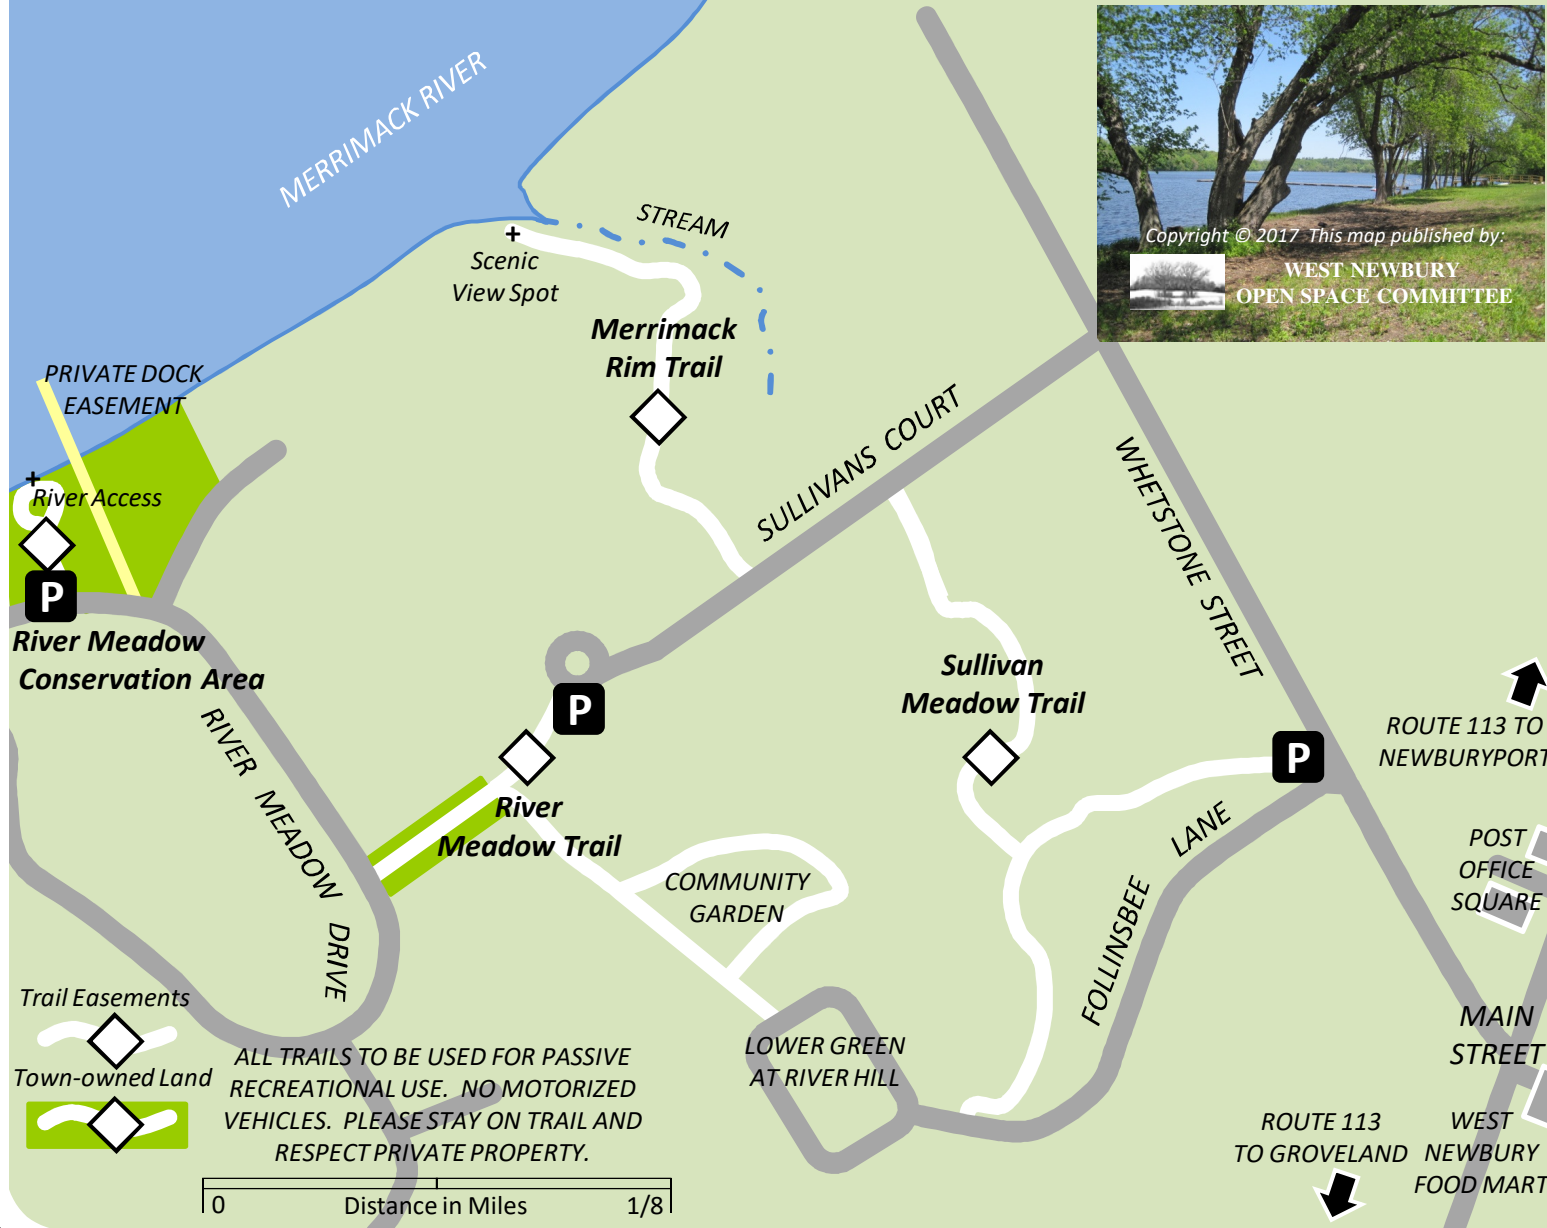 MERRIMACK RIVER
STREAM
Scenic
View Spot
Copyright © 2017 This map published by:
WEST NEWBURY
OPEN SPACE COMMITTEE
Merrimack
Rim Trail
PRIVATE DOCK
EASEMENT
River Access
P
River Meadow
Conservation Area
SULLIVANS COURT
WHETSTONE STREET
Sullivan
Meadow Trail
P
P
ROUTE 113 TO
NEWBURYPORT
RIVER MEADOW DRIVE
River
Meadow Trail
COMMUNITY
GARDEN
FOLLINSBEE LANE
POST
OFFICE
SQUARE
MAIN
STREET
LOWER GREEN
AT RIVER HILL
Trail Easements
Town-owned Land
ALL TRAILS TO BE USED FOR PASSIVE
RECREATIONAL USE. NO MOTORIZED
VEHICLES. PLEASE STAY ON TRAIL AND
RESPECT PRIVATE PROPERTY.
0
Distance in Miles
1/8
ROUTE 113
TO GROVELAND
WEST
NEWBURY
FOOD MART